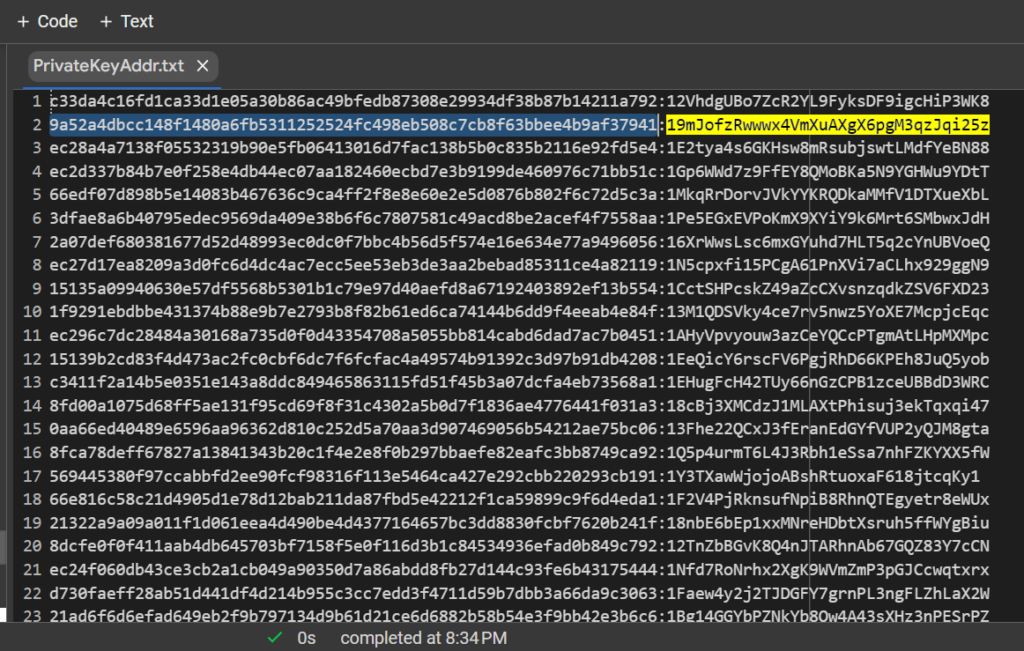 + Code + Text
PrivateKeyAddr.txt
1 c33da4c16fd1ca33d1e05a30b86ac49bfedb87308e29934df38b87b14211a792:12VhdgUBo7ZcR2YL9FyksDF9igcHiP3WK8
2 9a52a4dbcc148f1480a6fb5311252524fc498eb508c7cb8f63bbee4b9af37941:19mJofzRwwwx4VmXuAXgX6pgM3qzJqi25z
3 ec28a4a7138f05532319b90e5fb06413016d7fac138b5b0c835b2116e92fd5e4:1E2tya4s6GKHsw8mRsubjswtLMdfYeBN88
4 ec2d337b84b7e0f258e4db44ec07aa182460ecbd7e3b9199de460976c71bb51c:1Gp6WWd7z9FfEY8QMoBKa5N9YGHWu9YDtT
5 66edf07d898b5e14083b467636c9ca4ff2f8e8e60e2e5d0876b802f6c72d5c3a:1MkqRrDorvJVkYYKRQDkaMMfV1DTXueXbL
6 3dfae8a6b40795edec9569da409e38b6f6c7807581c49acd8be2acef4f7558aa:1Pe5EGxEVPoKmX9XYiY9k6Mrt6SMbwxJdH
7 2a07def680381677d52d48993ec0dc0f7bbc4b56d5f574e16e634e77a9496056:16XrWwsLsc6mxGYuhd7HLT5q2cYnUBVoeQ
8 ec27d17ea8209a3d0fc6d4dc4ac7ecc5ee53eb3de3aa2bebad85311ce4a82119:1N5cpxfi15PCgA61PnXVi7aCLhx929ggN9
9 15135a09940630e57df5568b5301b1c79e97d40aefd8a67192403892ef13b554:1CctSHPcskZ49aZcCXvsnzqdkZSV6FXD23
10 1f9291ebdbbe431374b88e9b7e2793b8f82b61ed6ca74144b6dd9f4eeab4e84f:13M1QDSVky4ce7rv5nwz5YoXE7McpjcEqc
11 ec296c7dc28484a30168a735d0f0d43354708a5055bb814cabd6dad7ac7b0451:1AHyVpvyouw3azCeYQCcPTgmAtLHpMXMpc
12 15139b2cd83f4d473ac2fc0cbf6dc7f6fcfac4a49574b91392c3d97b91db4208:1EeQicY6rscFV6PgjRhD66KPEh8JuQ5yob
13 c3411f2a14b5e0351e143a8ddc849465863115fd51f45b3a07dcfa4eb73568a1:1EHugFcH42TUy66nGzCPB1zceUBBdD3WRC
14 8fd00a1075d68ff5ae131f95cd69f8f31c4302a5b0d7f1836ae4776441f031a3:18cBj3XMCdzJ1MLAXtPhisuj3ekTqxqi47
15 0aa66ed40489e6596aa96362d810c252d5a70aa3d907469056b54212ae75bc06:13Fhe22QCxJ3fEranEdGYfVUP2yQJM8gta
16 8fca78deff67827a13841343b20c1f4e2e8f0b297bbaefe82eafc3bb8749ca92:1Q5p4urmT6L4J3Rbh1eSsa7nhFZKYXX5fW
17 569445380f97ccabbfd2ee90fcf98316f113e5464ca427e292cbb220293cb191:1Y3TXawWjojoABshRtuoxaF618jtcqKy1
18 66e816c58c21d4905d1e78d12bab211da87fbd5e42212f1ca59899c9f6d4eda1:1F2V4PjRknsufNpiB8RhnQTEgyetr8eWUx
19 21322a9a09a011f1d061eea4d490be4d4377164657bc3dd8830fcbf7620b241f:18nbE6bEp1xxMNreHDbtXsruh5ffWYgBiu
20 8dcfe0f0f411aab4db645703bf7158f5e0f116d3b1c84534936efad0b849c792:12TnZbBGvK8Q4nJTARhnAb67GQZ83Y7cCN
21 ec24f060db43ce3cb2a1cb049a90350d7a86abdd8fb27d144c93fe6b43175444:1Nfd7RoNrhx2XgK9WVmZmP3pGJCcwqtxrx
22 d730faeff28ab51d441df4d214b955c3cc7edd3f4711d59b7dbb3a66da9c3063:1Faew4y2j2TJDGFY7grnPL3ngFLZhLaX2W
23 21ad6f6d6efad649eb2f9b797134d9b61d21ce6d6882b58b54e3f9bb42e3b6c6:1Bg14GGYbPZNkYb8Qw4A43sXHz3nPESrPZ
0s completed at 8:34 PM